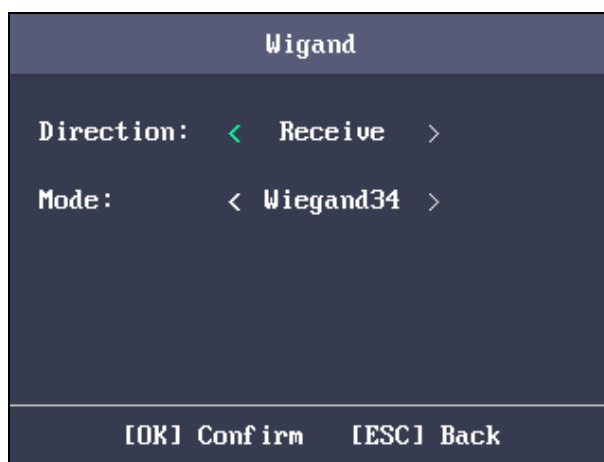 Wigand
Direction: < Receive >
Mode: < Wiegand34 >
[OK] Confirm [ESC] Back